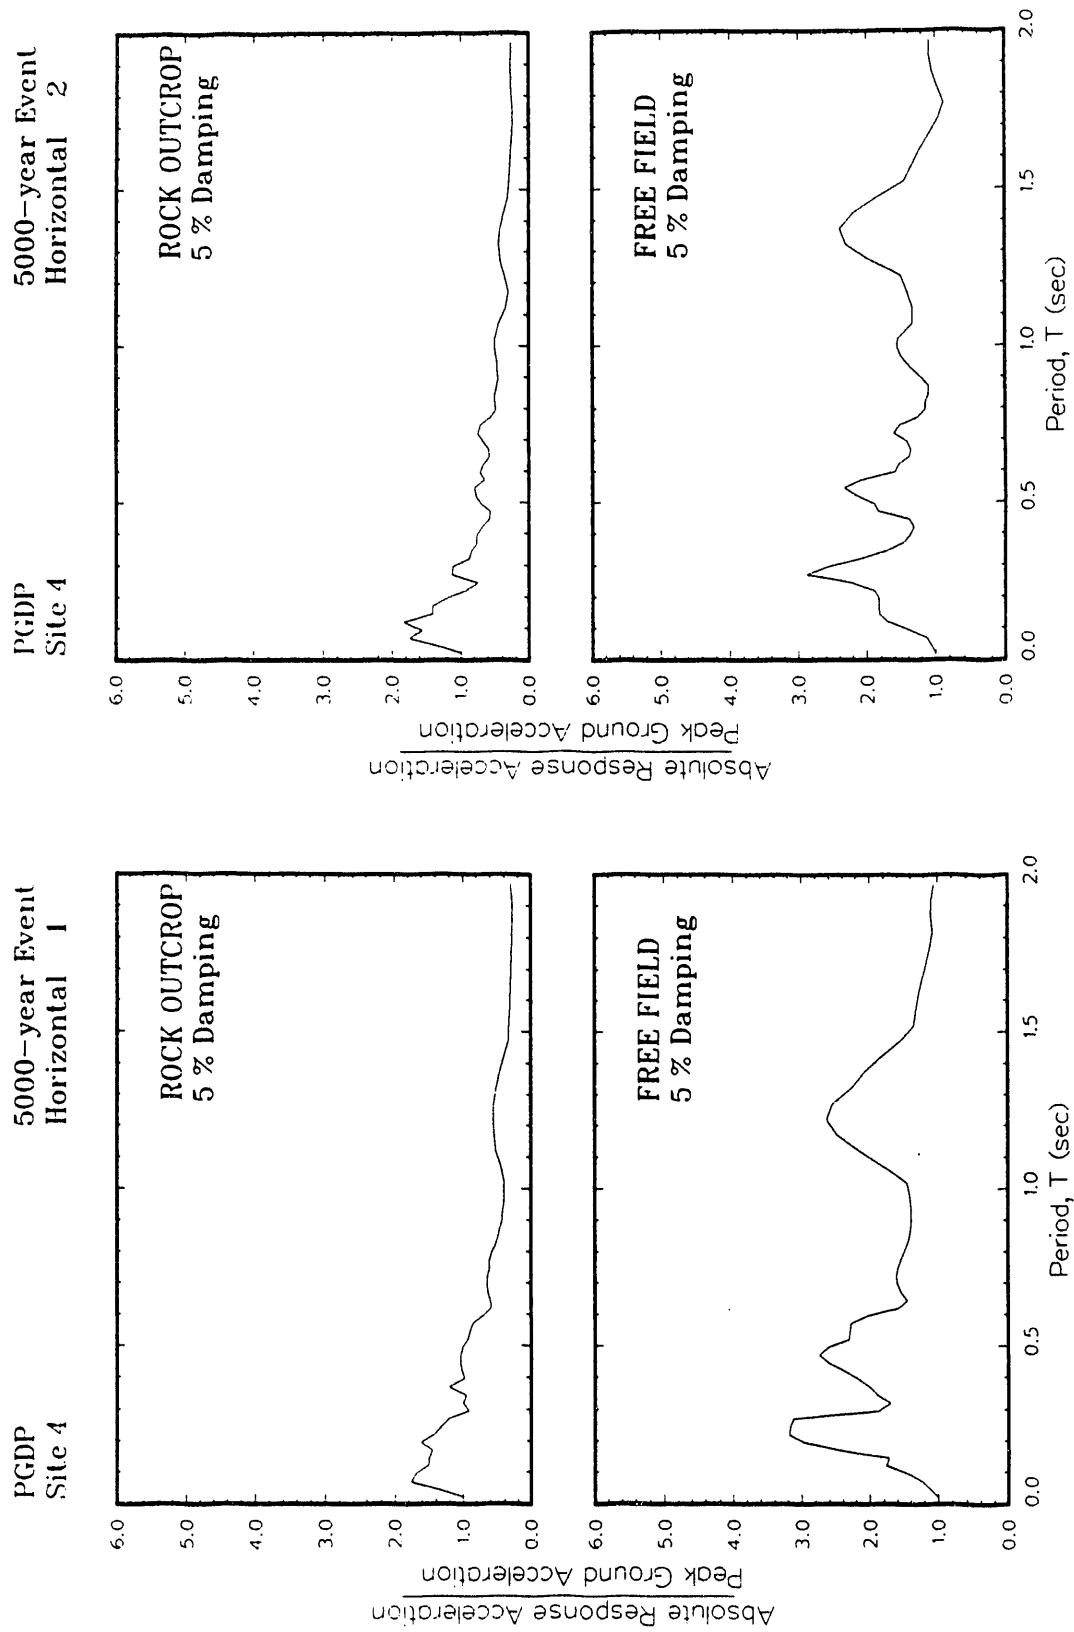 PGDP
Site 4
5000-year Event
Horizontal 1
ROCK OUTCROP
5 % Damping
6.0
5.0
4.0
3.0
2.0
1.0
0.0
Absolute Response Acceleration
Peak Ground Acceleration
FREE FIELD
5 % Damping
6.0
5.0
4.0
3.0
2.0
1.0
0.0
0.0
0.5
1.0
1.5
2.0
Period, T (sec)
PGDP
Site 4
5000-year Event
Horizontal 2
ROCK OUTCROP
5 % Damping
6.0
5.0
4.0
3.0
2.0
1.0
0.0
Absolute Response Acceleration
Peak Ground Acceleration
FREE FIELD
5 % Damping
6.0
5.0
4.0
3.0
2.0
1.0
0.0
0.0
0.5
1.0
1.5
2.0
Period, T (sec)